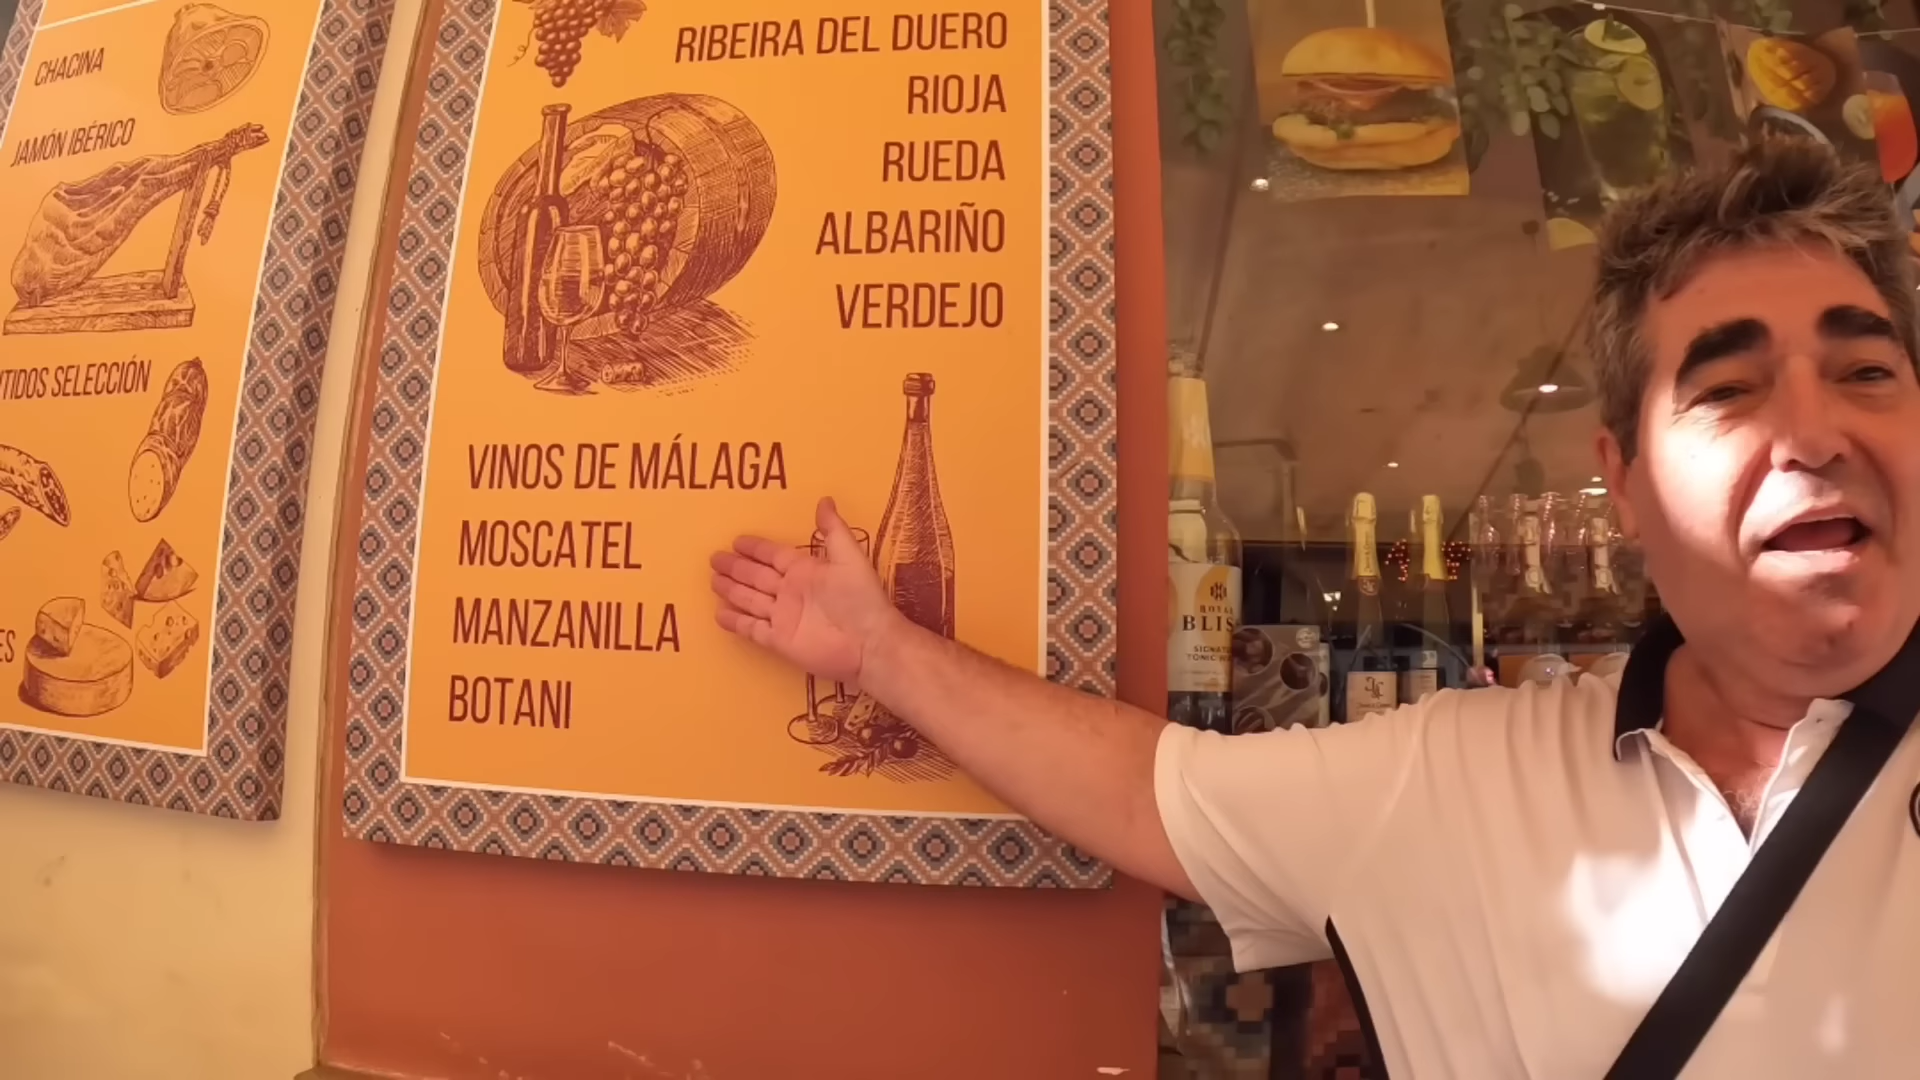 CHACINA
JAMÓN IBÉRICO
SELECCIÓN
RIBEIRA DEL DUERO
RIOJA
RUEDA
ALBARIÑO
VERDEJO
VINOS DE MÁLAGA
MOSCATEL
MANZANILLA
BOTANI
ROYAL
BLISS